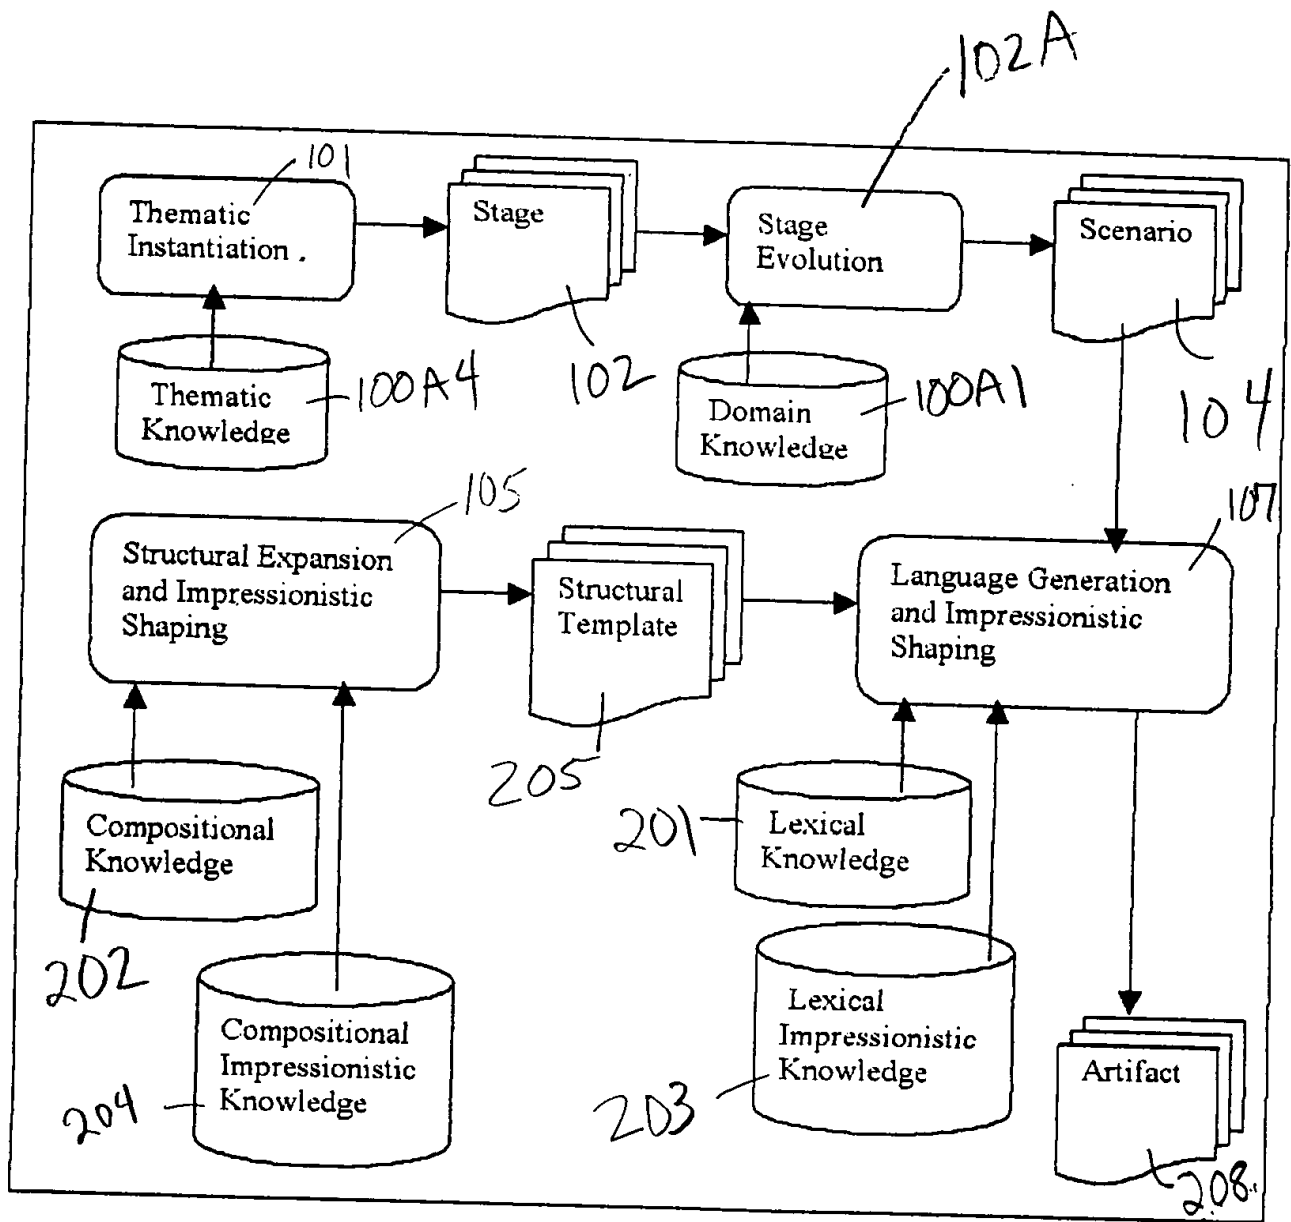 102A
101
Thematic
Instantiation .
Stage
102
Stage
Evolution
Scenario
104
Thematic
Knowledge
100A4
Domain
Knowledge
100A1
105
Structural Expansion
and Impressionistic
Shaping
Structural
Template
205
107
Language Generation
and Impressionistic
Shaping
Compositional
Knowledge
202
201
Lexical
Knowledge
Compositional
Impressionistic
Knowledge
204
Lexical
Impressionistic
Knowledge
203
Artifact
208